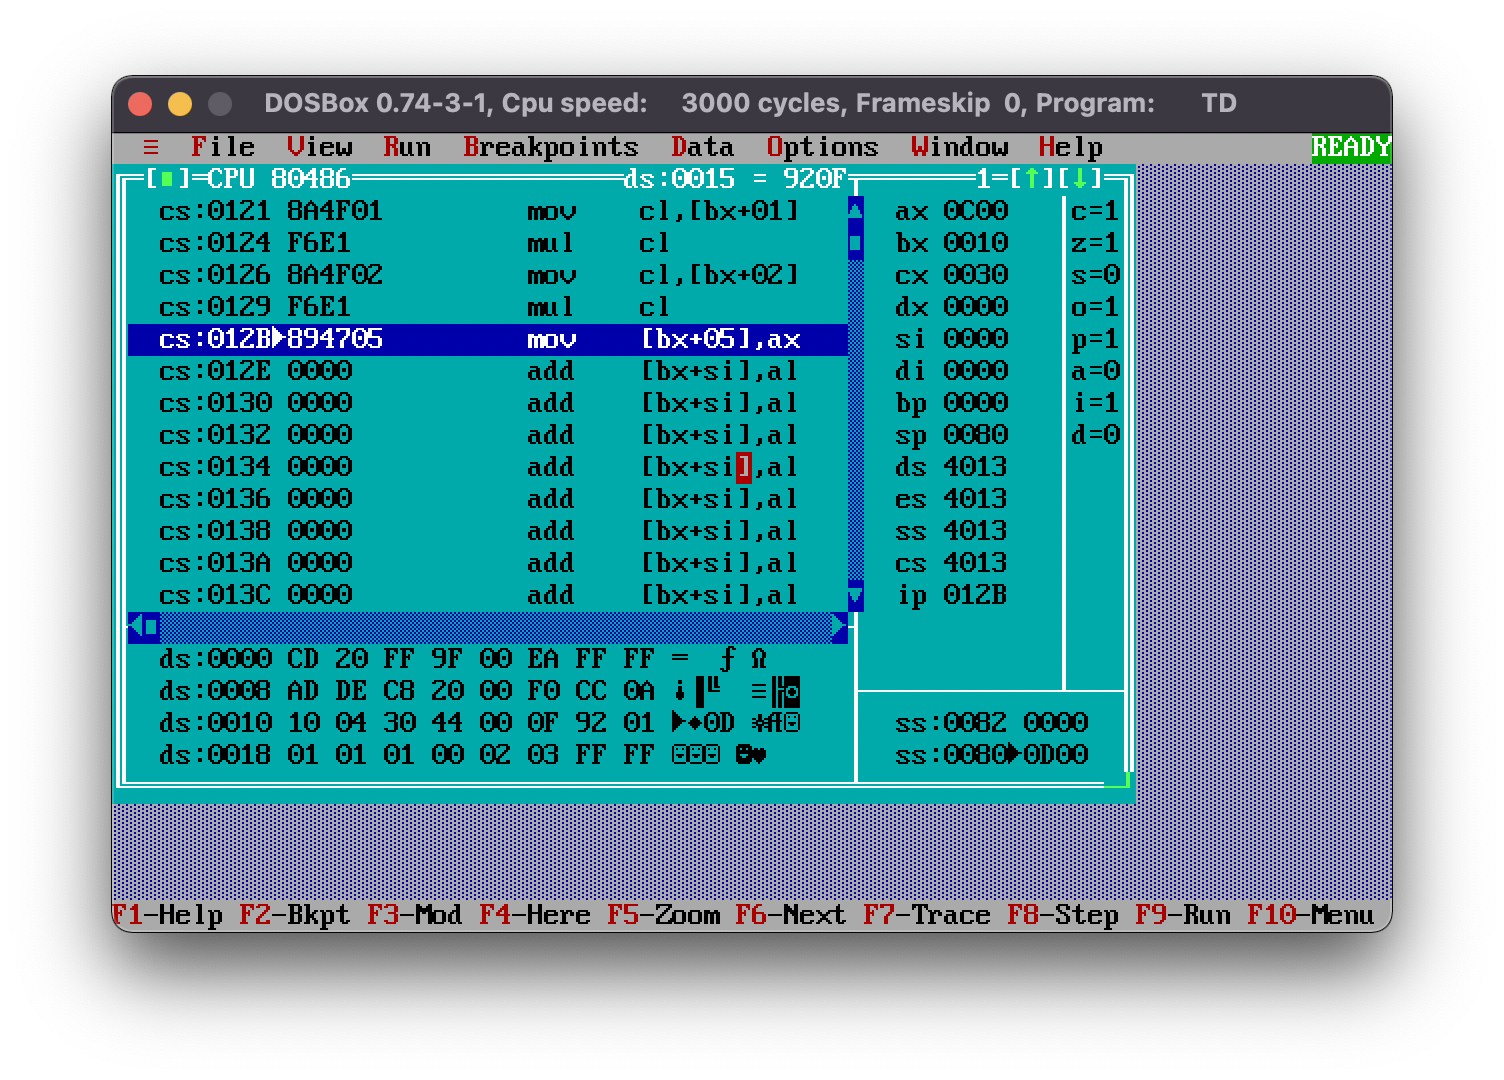 DOSBox 0.74-3-1, Cpu speed: 3000 cycles, Frameskip 0, Program: TD
≡ File View Run Breakpoints Data Options Window Help READY
[■]=CPU 80486 ds:0015 = 920F 1=[↑][↓]
cs:0121 8A4F01 mov cl,[bx+01] ax 0C00 c=1
cs:0124 F6E1 mul cl bx 0010 z=1
cs:0126 8A4F02 mov cl,[bx+02] cx 0030 s=0
cs:0129 F6E1 mul cl dx 0000 o=1
cs:012B►894705 mov [bx+05],ax si 0000 p=1
cs:012E 0000 add [bx+si],al di 0000 a=0
cs:0130 0000 add [bx+si],al bp 0000 i=1
cs:0132 0000 add [bx+si],al sp 0080 d=0
cs:0134 0000 add [bx+si],al ds 4013
cs:0136 0000 add [bx+si],al es 4013
cs:0138 0000 add [bx+si],al ss 4013
cs:013A 0000 add [bx+si],al cs 4013
cs:013C 0000 add [bx+si],al ip 012B
ds:0000 CD 20 FF 9F 00 EA FF FF = ƒ Ω
ds:0008 AD DE C8 20 00 F0 CC 0A ¡▐╚ ≡╠◙
ds:0010 10 04 30 44 00 0F 92 01 ►♦0D ☼Æ☺ ss:0082 0000
ds:0018 01 01 01 00 02 03 FF FF ☺☺☺ ☻♥ ss:0080►0D00
F1-Help F2-Bkpt F3-Mod F4-Here F5-Zoom F6-Next F7-Trace F8-Step F9-Run F10-Menu